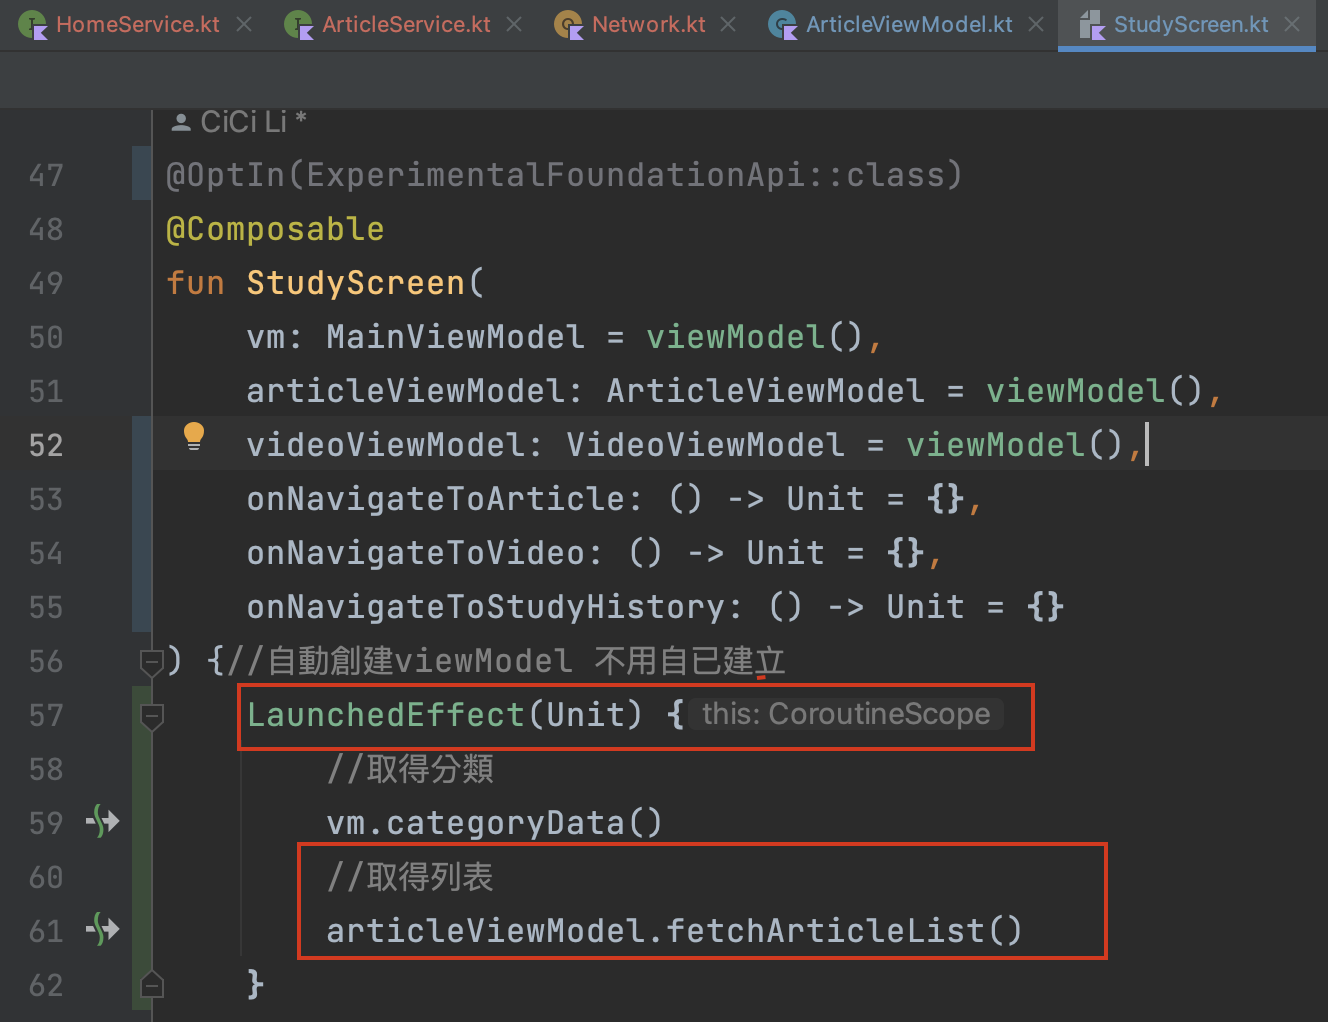 HomeService.kt ArticleService.kt Network.kt ArticleViewModel.kt StudyScreen.kt
CiCi Li *
47 @OptIn(ExperimentalFoundationApi::class)
48 @Composable
49 fun StudyScreen(
50 vm: MainViewModel = viewModel(),
51 articleViewModel: ArticleViewModel = viewModel(),
52 videoViewModel: VideoViewModel = viewModel(),
53 onNavigateToArticle: () -> Unit = {},
54 onNavigateToVideo: () -> Unit = {},
55 onNavigateToStudyHistory: () -> Unit = {}
56 ) {//自動創建viewModel 不用自已建立
57 LaunchedEffect(Unit) { this: CoroutineScope
58 //取得分類
59 vm.categoryData()
60 //取得列表
61 articleViewModel.fetchArticleList()
62 }